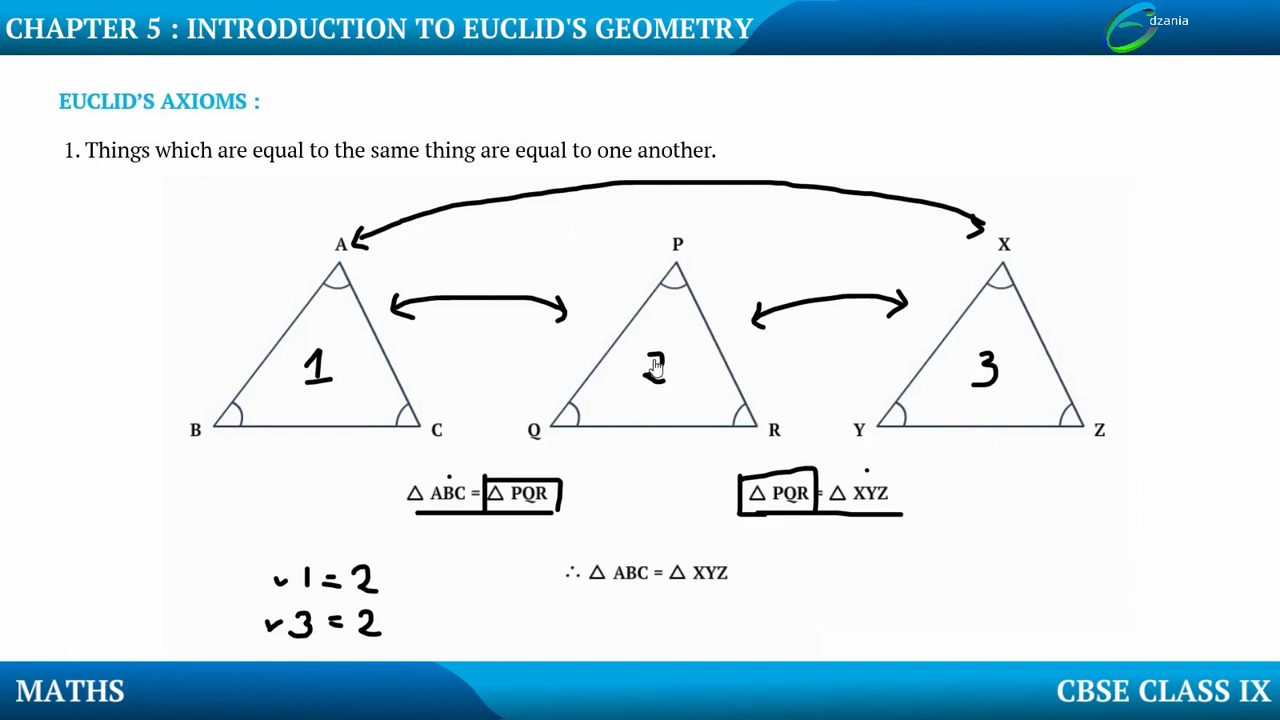 CHAPTER 5 : INTRODUCTION TO EUCLID'S GEOMETRY
dzania
EUCLID'S AXIOMS :
1. Things which are equal to the same thing are equal to one another.
A P X
1 2 3
B C Q R Y Z
△ ABC = △ PQR △ PQR = △ XYZ
∴ △ ABC = △ XYZ
✓ 1 = 2
✓ 3 = 2
MATHS CBSE CLASS IX